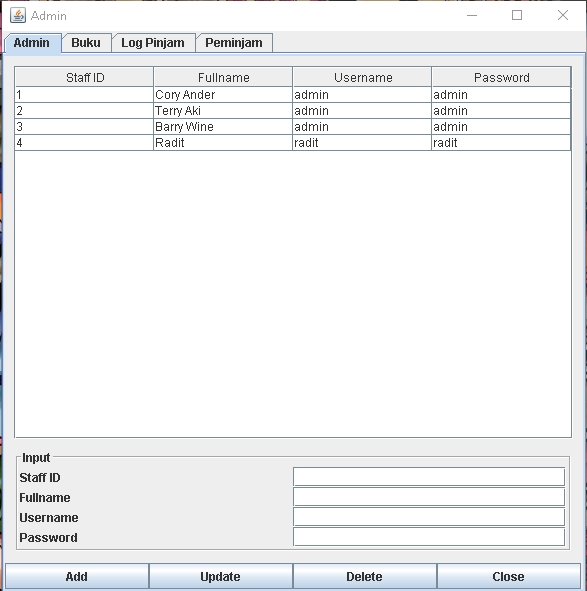 Admin
Admin Buku Log Pinjam Peminjam
Staff ID Fullname Username Password
1 Cory Ander admin admin
2 Terry Aki admin admin
3 Barry Wine admin admin
4 Radit radit radit
Input
Staff ID
Fullname
Username
Password
Add Update Delete Close